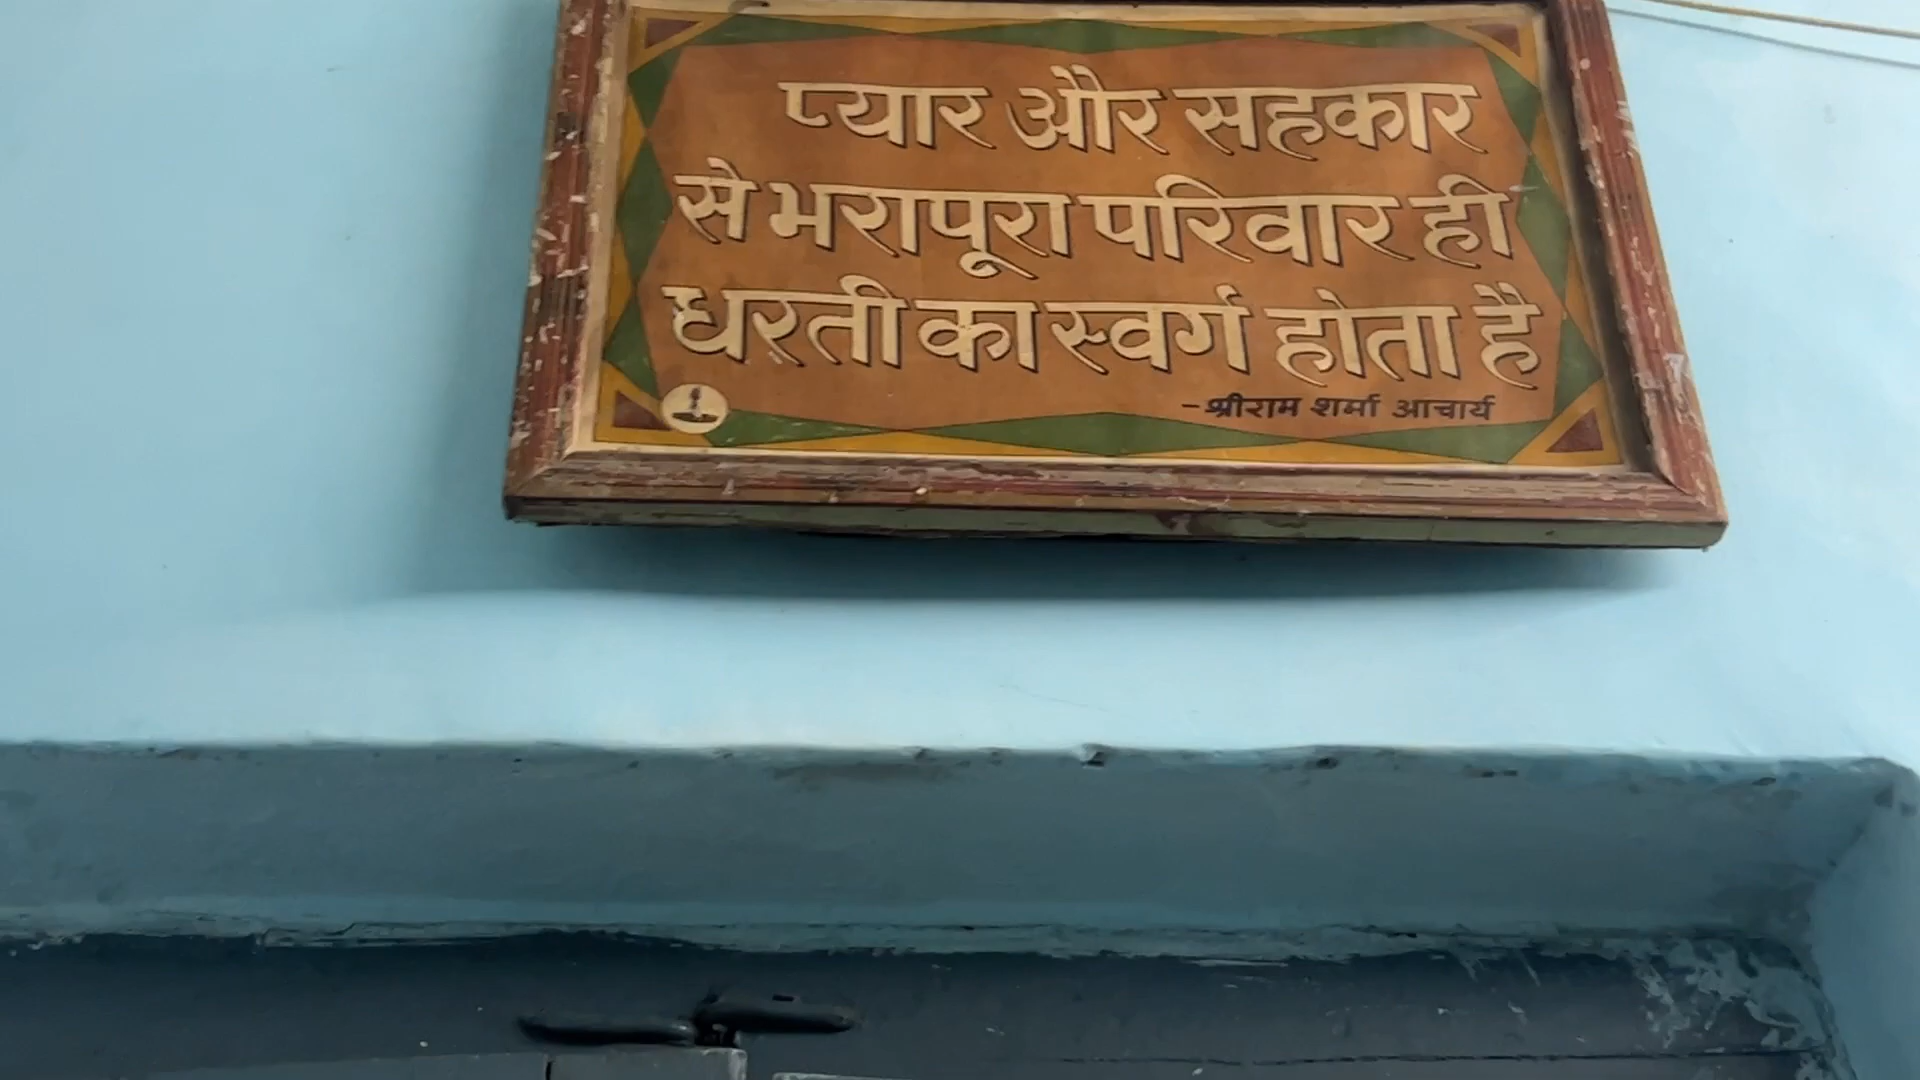 प्यार और सहकार
से भरापूरा परिवार ही
धरती का स्वर्ग होता है
-श्रीराम शर्मा आचार्य